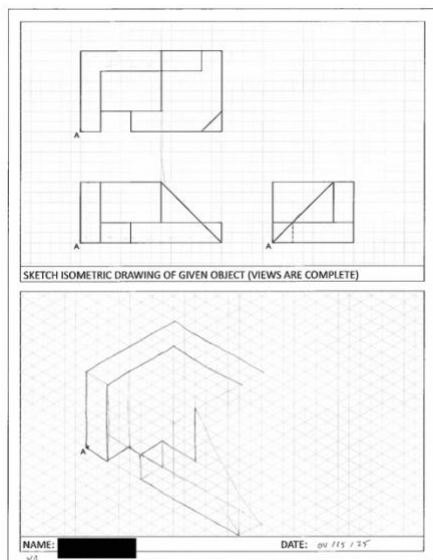 A
A
A
SKETCH ISOMETRIC DRAWING OF GIVEN OBJECT (VIEWS ARE COMPLETE)
A
NAME: DATE: 04/15/25